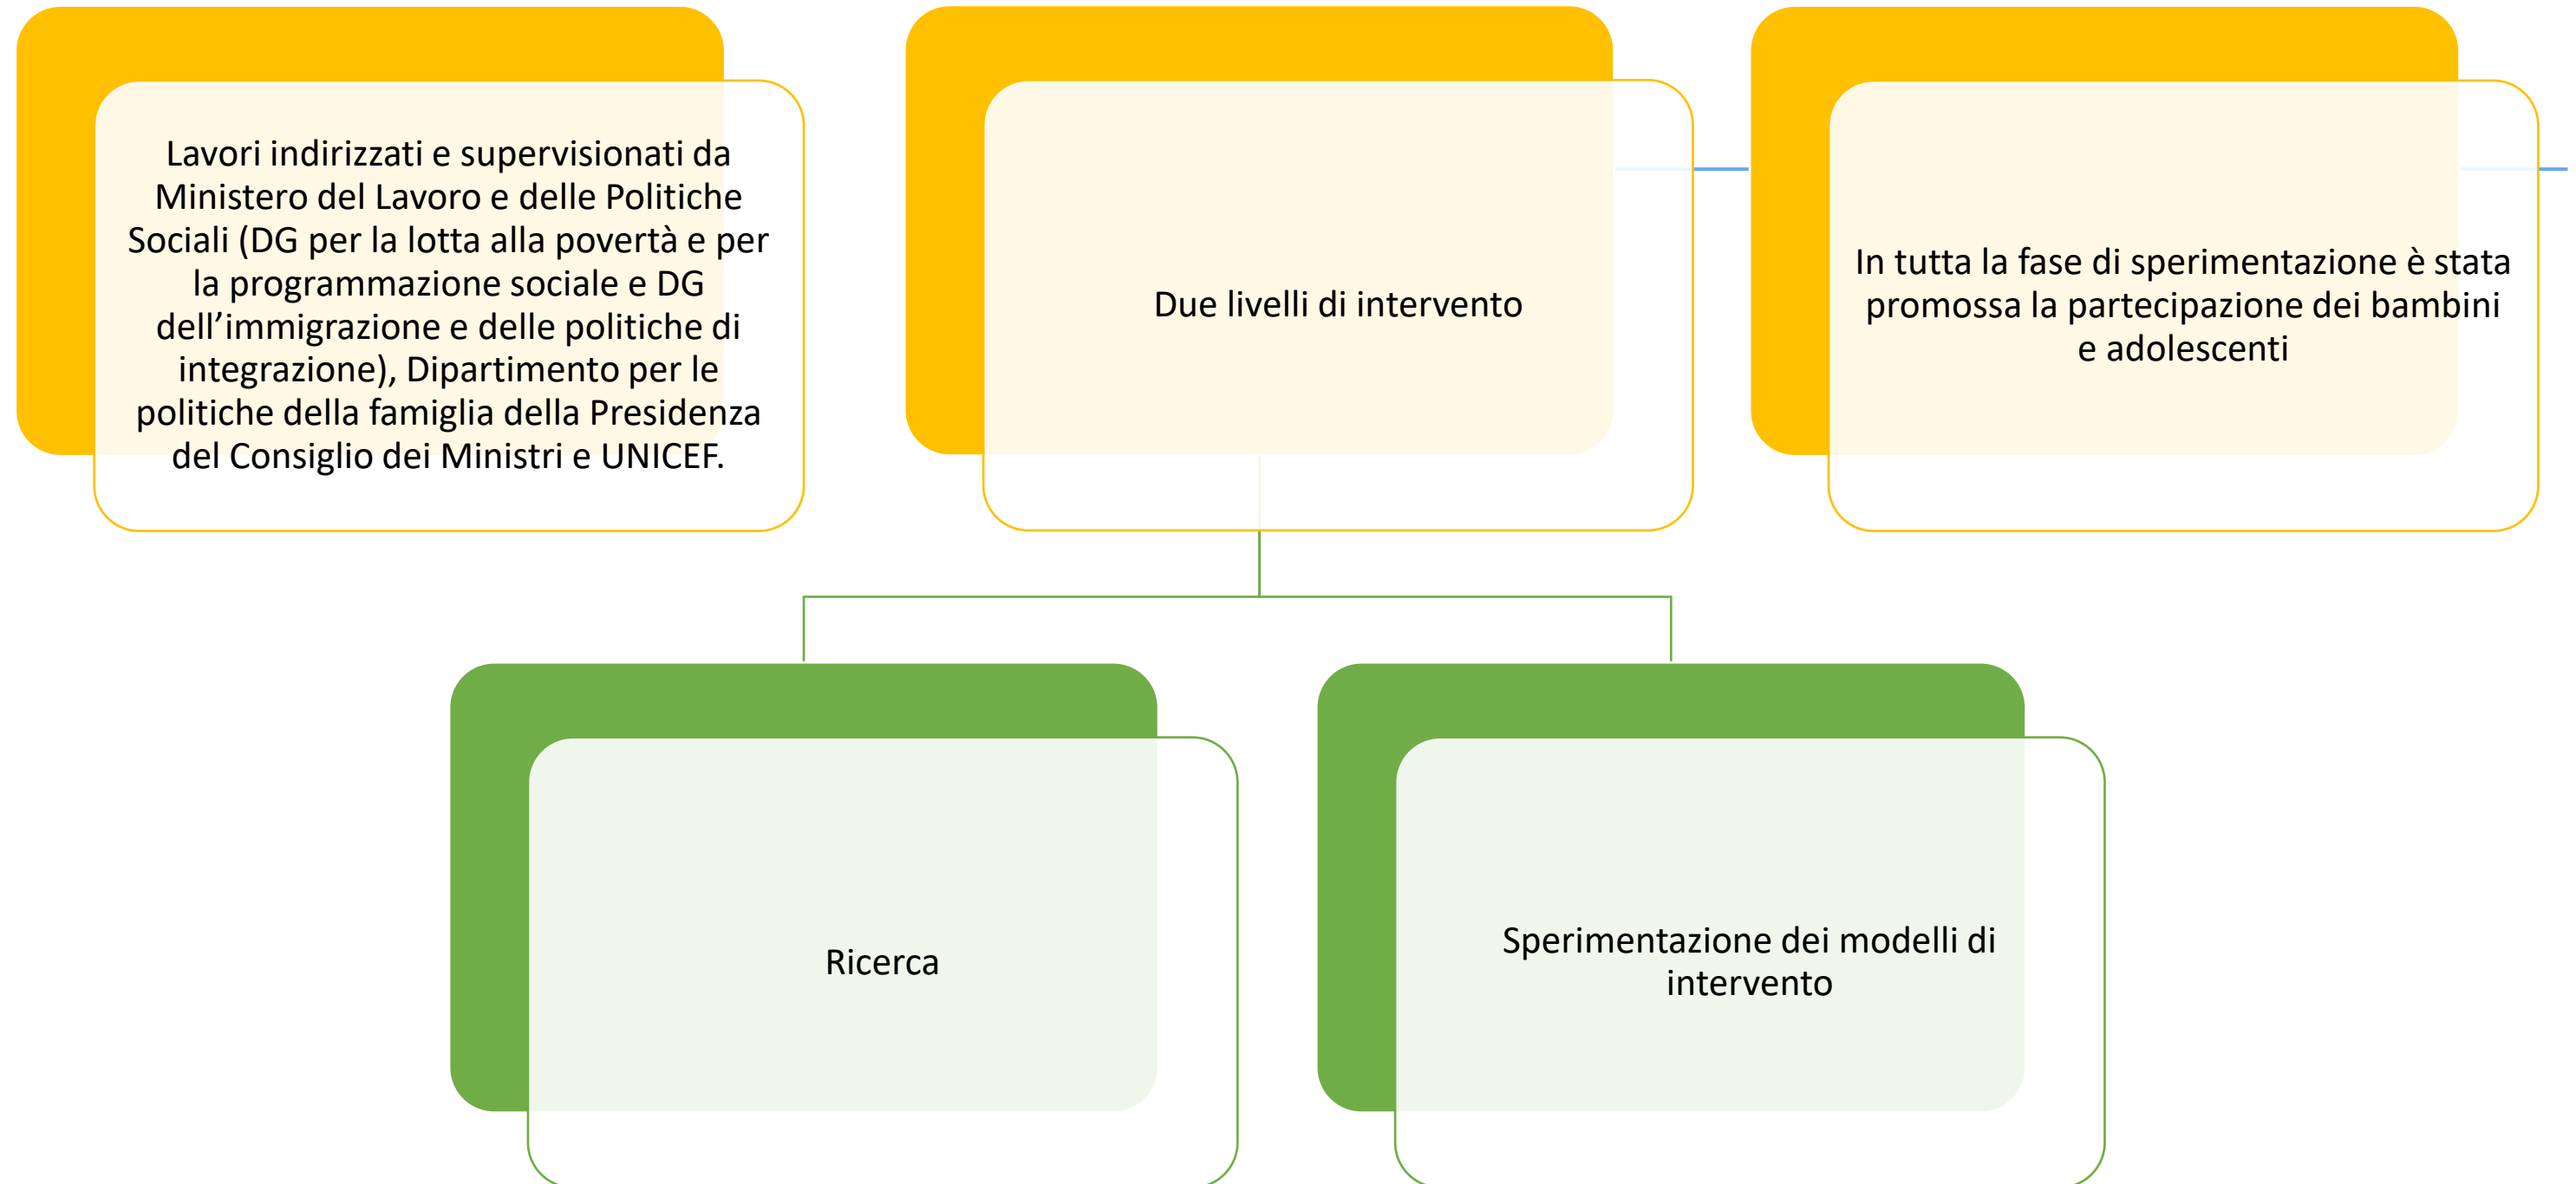 Lavori indirizzati e supervisionati da
Ministero del Lavoro e delle Politiche
Sociali (DG per la lotta alla povertà e per
la programmazione sociale e DG
dell’immigrazione e delle politiche di
integrazione), Dipartimento per le
politiche della famiglia della Presidenza
del Consiglio dei Ministri e UNICEF.
Due livelli di intervento
In tutta la fase di sperimentazione è stata
promossa la partecipazione dei bambini
e adolescenti
Ricerca
Sperimentazione dei modelli di
intervento